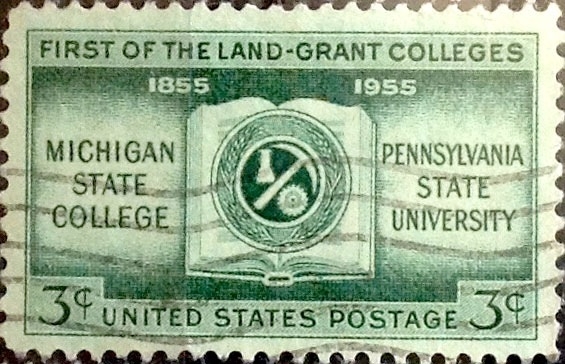 FIRST OF THE LAND-GRANT COLLEGES
1855 1955
MICHIGAN
STATE
COLLEGE
PENNSYLVANIA
STATE
UNIVERSITY
3¢ UNITED STATES POSTAGE 3¢